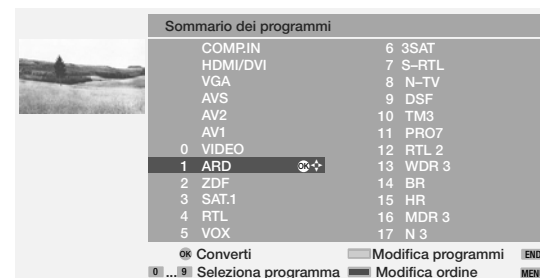 Sommario dei programmi
COMP.IN
HDMI/DVI
VGA
AVS
AV2
AV1
0 VIDEO
1 ARD OK
2 ZDF
3 SAT.1
4 RTL
5 VOX
6 3SAT
7 S–RTL
8 N–TV
9 DSF
10 TM3
11 PRO7
12 RTL 2
13 WDR 3
14 BR
15 HR
16 MDR 3
17 N 3
OK Converti
Modifica programmi END
0 ... 9 Seleziona programma
Modifica ordine MEN